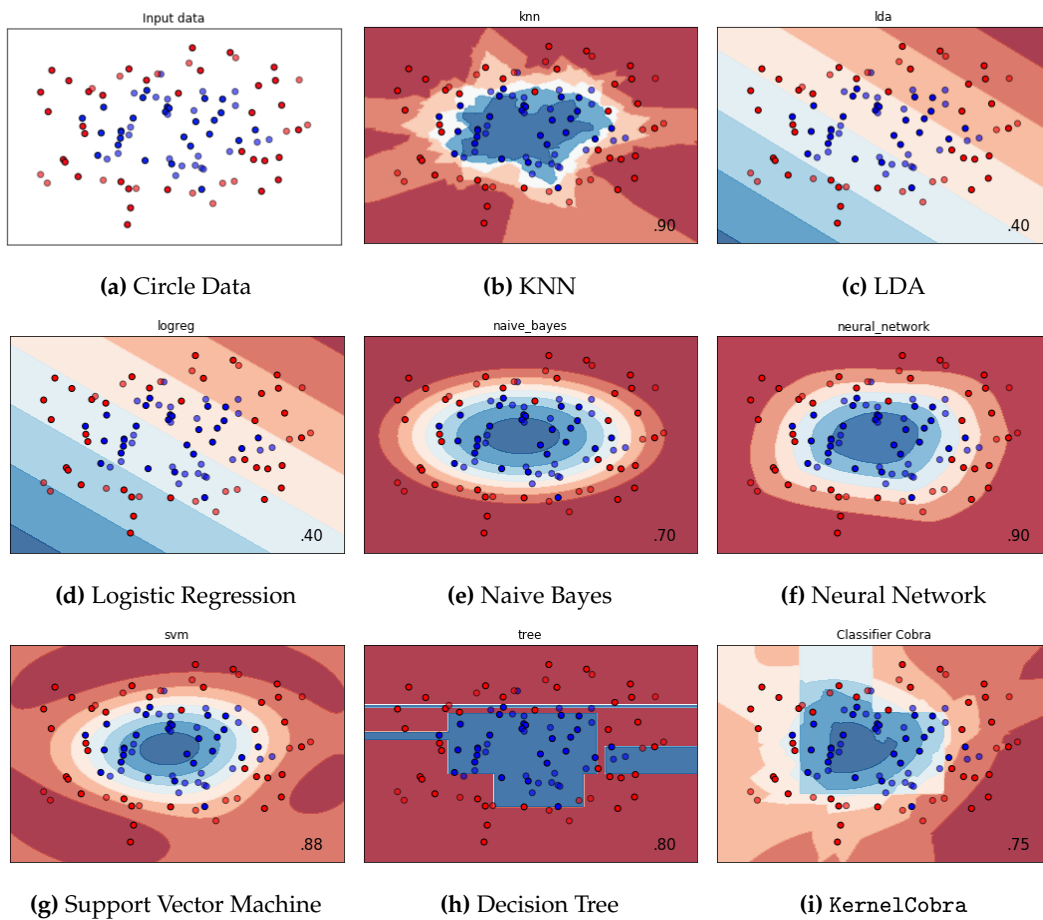 Input data
knn
lda
.90
.40
(a) Circle Data
(b) KNN
(c) LDA
logreg
naive_bayes
neural_network
.40
.70
.90
(d) Logistic Regression
(e) Naive Bayes
(f) Neural Network
svm
tree
Classifier Cobra
.88
.80
.75
(g) Support Vector Machine
(h) Decision Tree
(i) KernelCobra